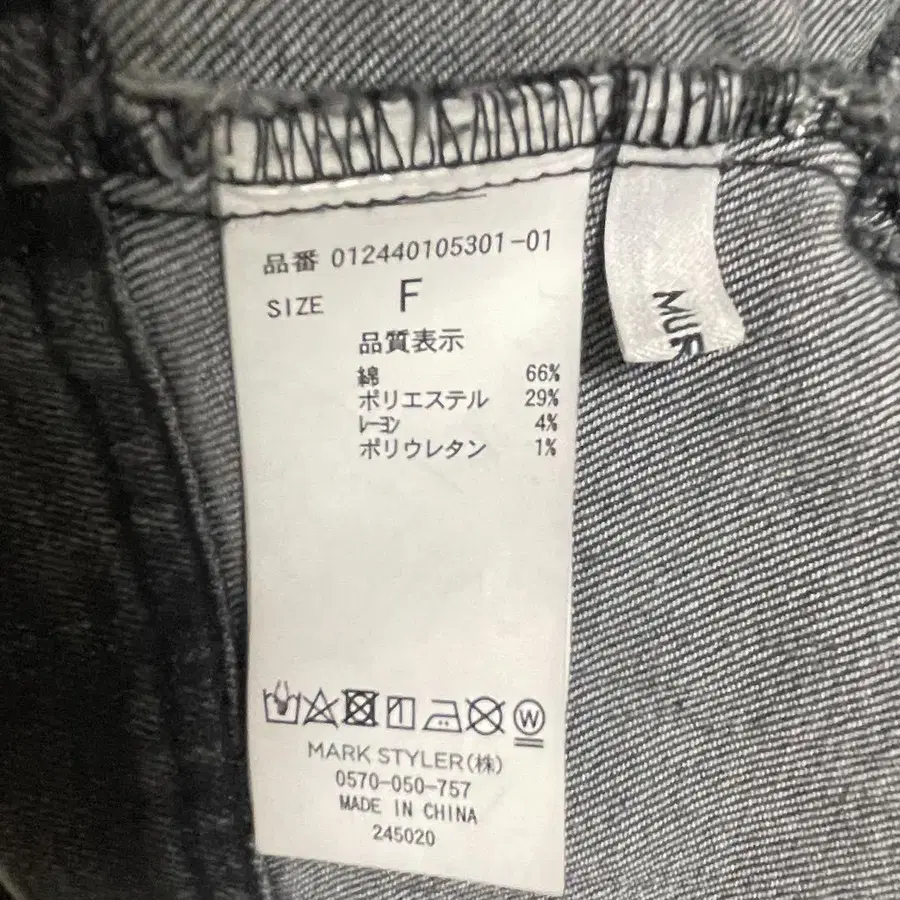 品番 012440105301-01
SIZE F
品質表示
綿 66%
ポリエステル 29%
レーヨン 4%
ポリウレタン 1%
W
MARK STYLER(株)
0570-050-757
MADE IN CHINA
245020
MUR